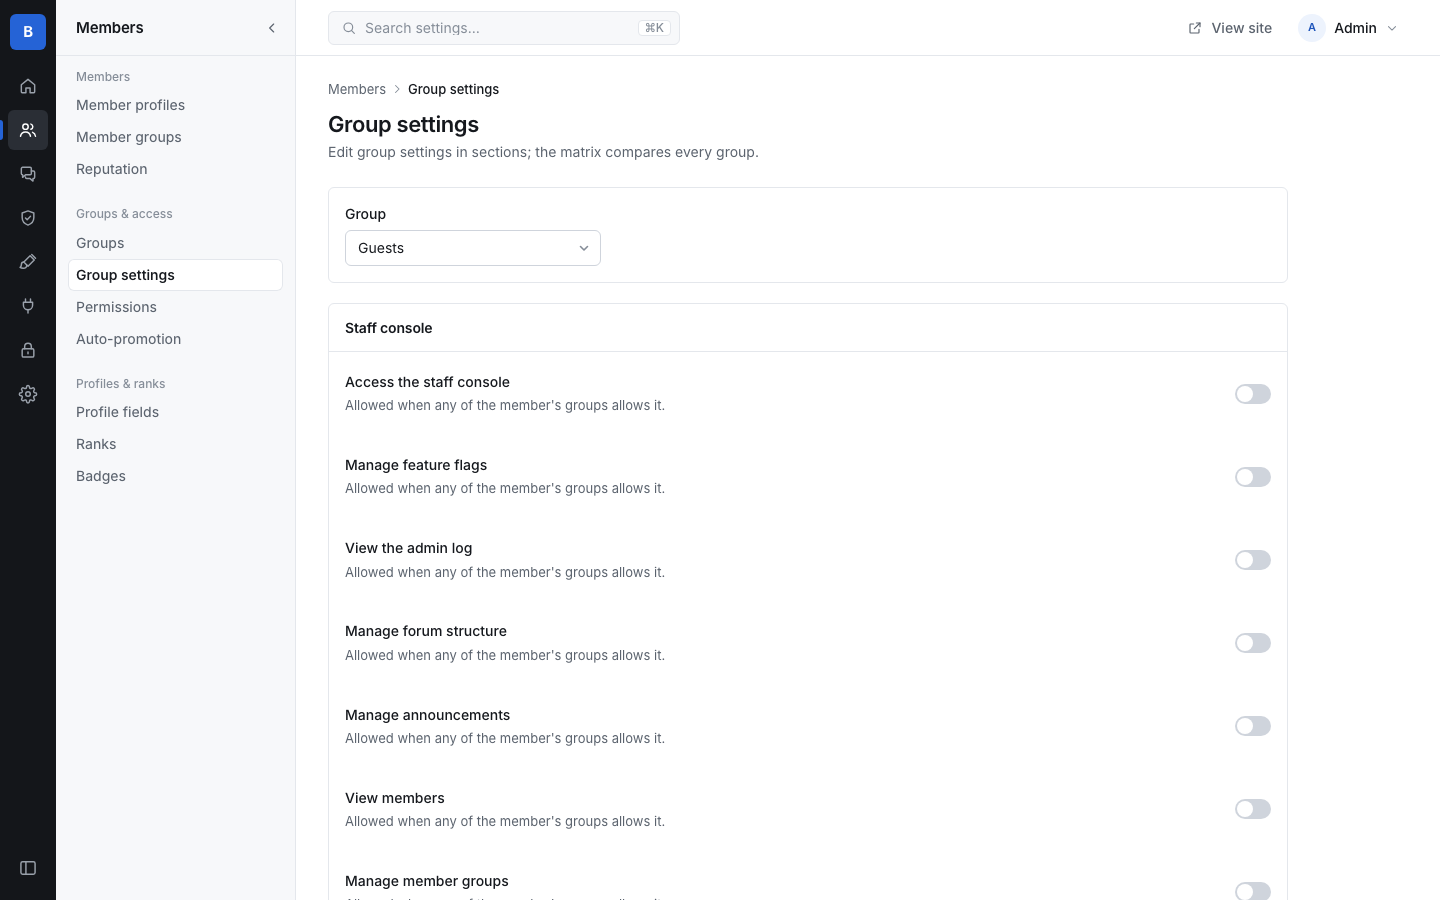 B
Members
Search settings...
⌘K
View site
A
Admin
Members
Member profiles
Member groups
Reputation
Groups & access
Groups
Group settings
Permissions
Auto-promotion
Profiles & ranks
Profile fields
Ranks
Badges
Members > Group settings
Group settings
Edit group settings in sections; the matrix compares every group.
Group
Guests
Staff console
Access the staff console
Allowed when any of the member's groups allows it.
Manage feature flags
Allowed when any of the member's groups allows it.
View the admin log
Allowed when any of the member's groups allows it.
Manage forum structure
Allowed when any of the member's groups allows it.
Manage announcements
Allowed when any of the member's groups allows it.
View members
Allowed when any of the member's groups allows it.
Manage member groups